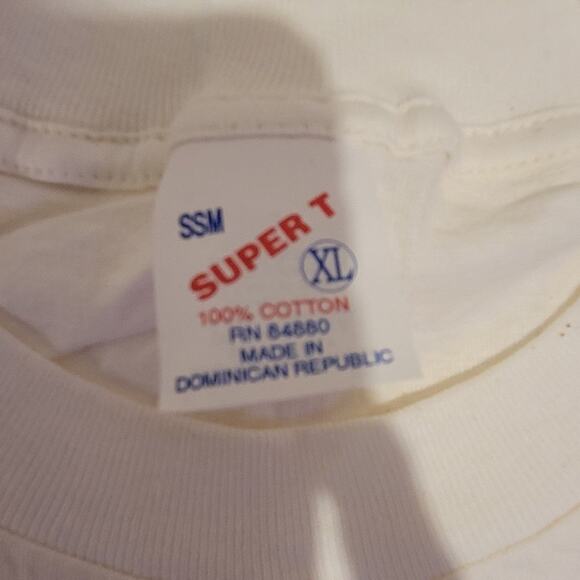 SSM
SUPER T
XL
100% COTTON
RN 84880
MADE IN
DOMINICAN REPUBLIC